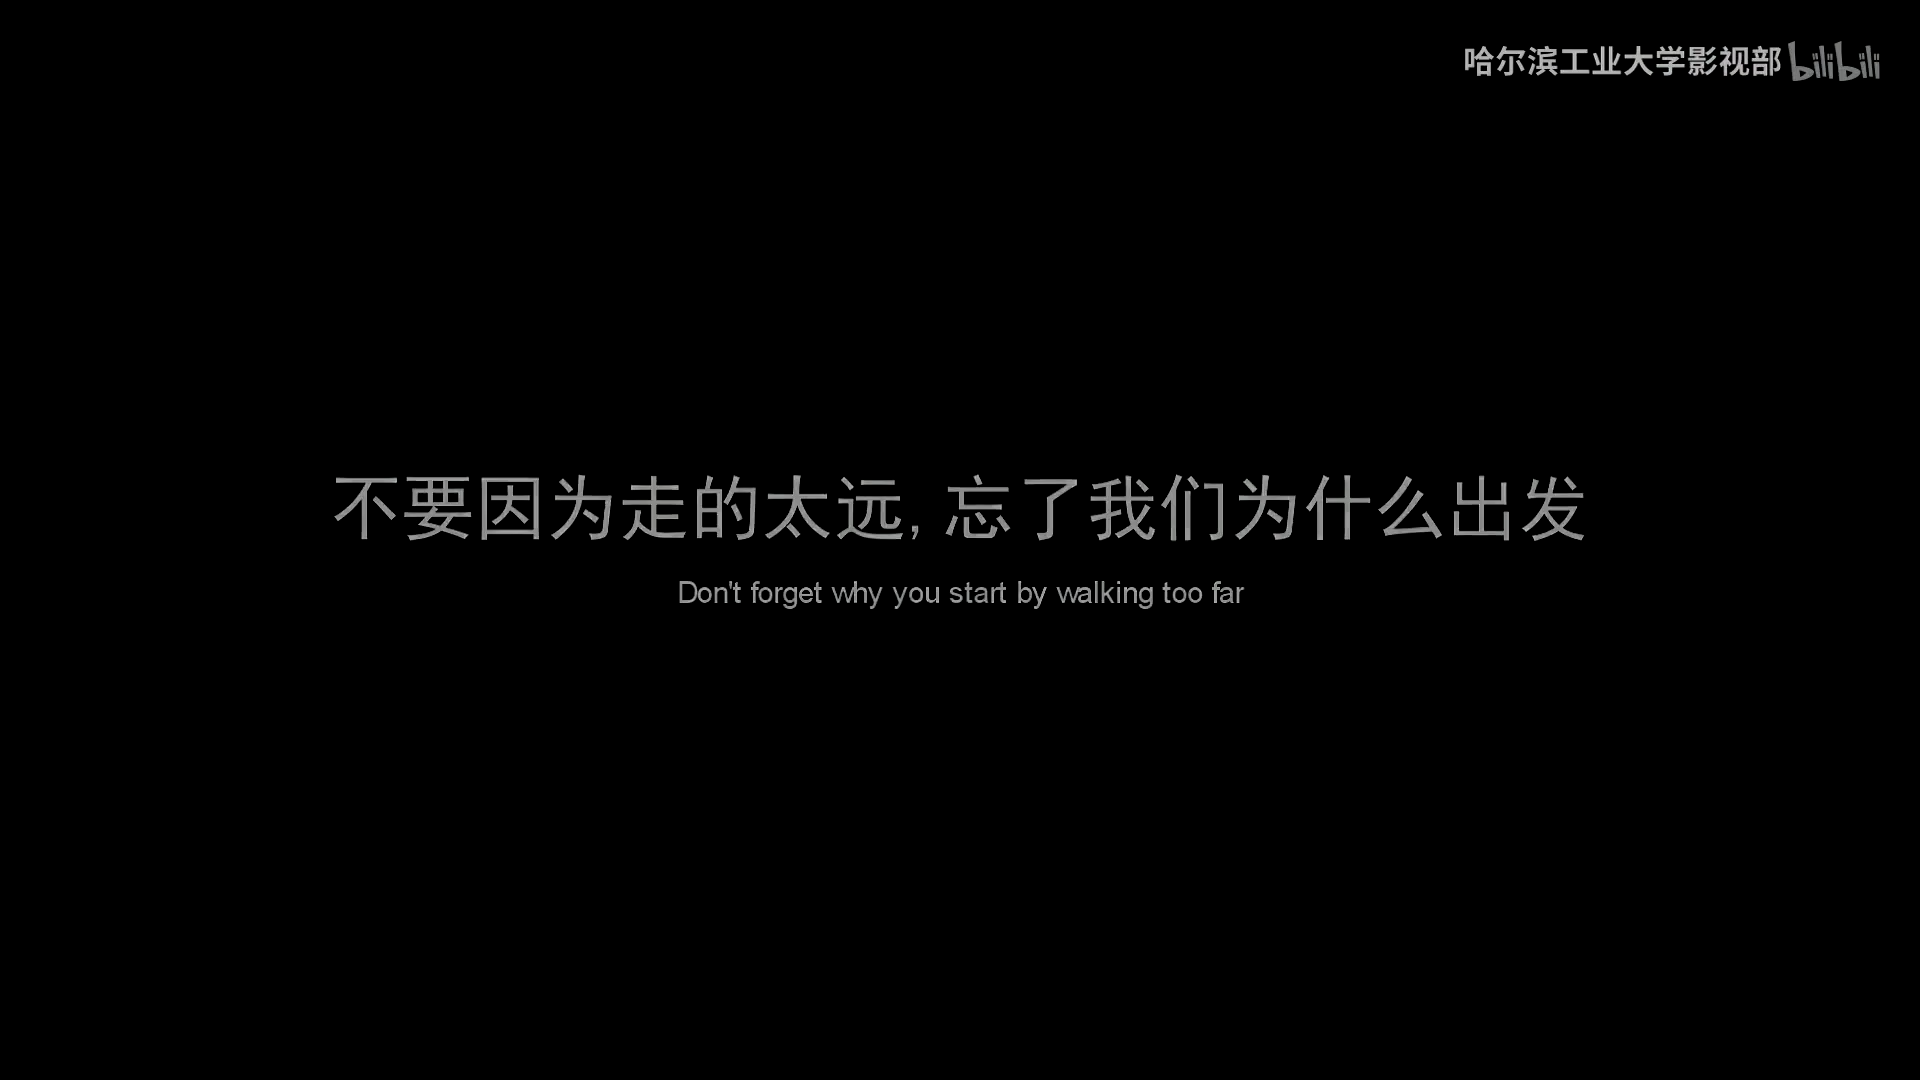 哈尔滨工业大学影视部 bilibili
不要因为走的太远,忘了我们为什么出发
Don't forget why you start by walking too far